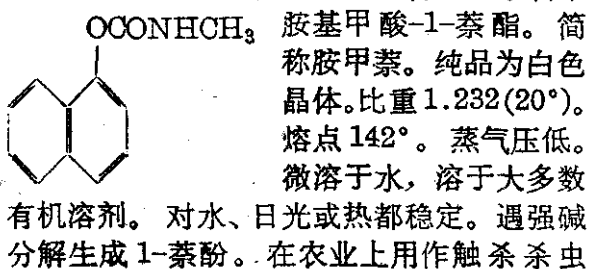 OCONHCH₃ 胺基甲酸-1-萘酯。简
称胺甲萘。纯品为白色
晶体。比重1.232(20°)。
熔点142°。蒸气压低。
微溶于水，溶于大多数
有机溶剂。对水、日光或热都稳定。遇强碱
分解生成1-萘酚。在农业上用作触杀杀虫